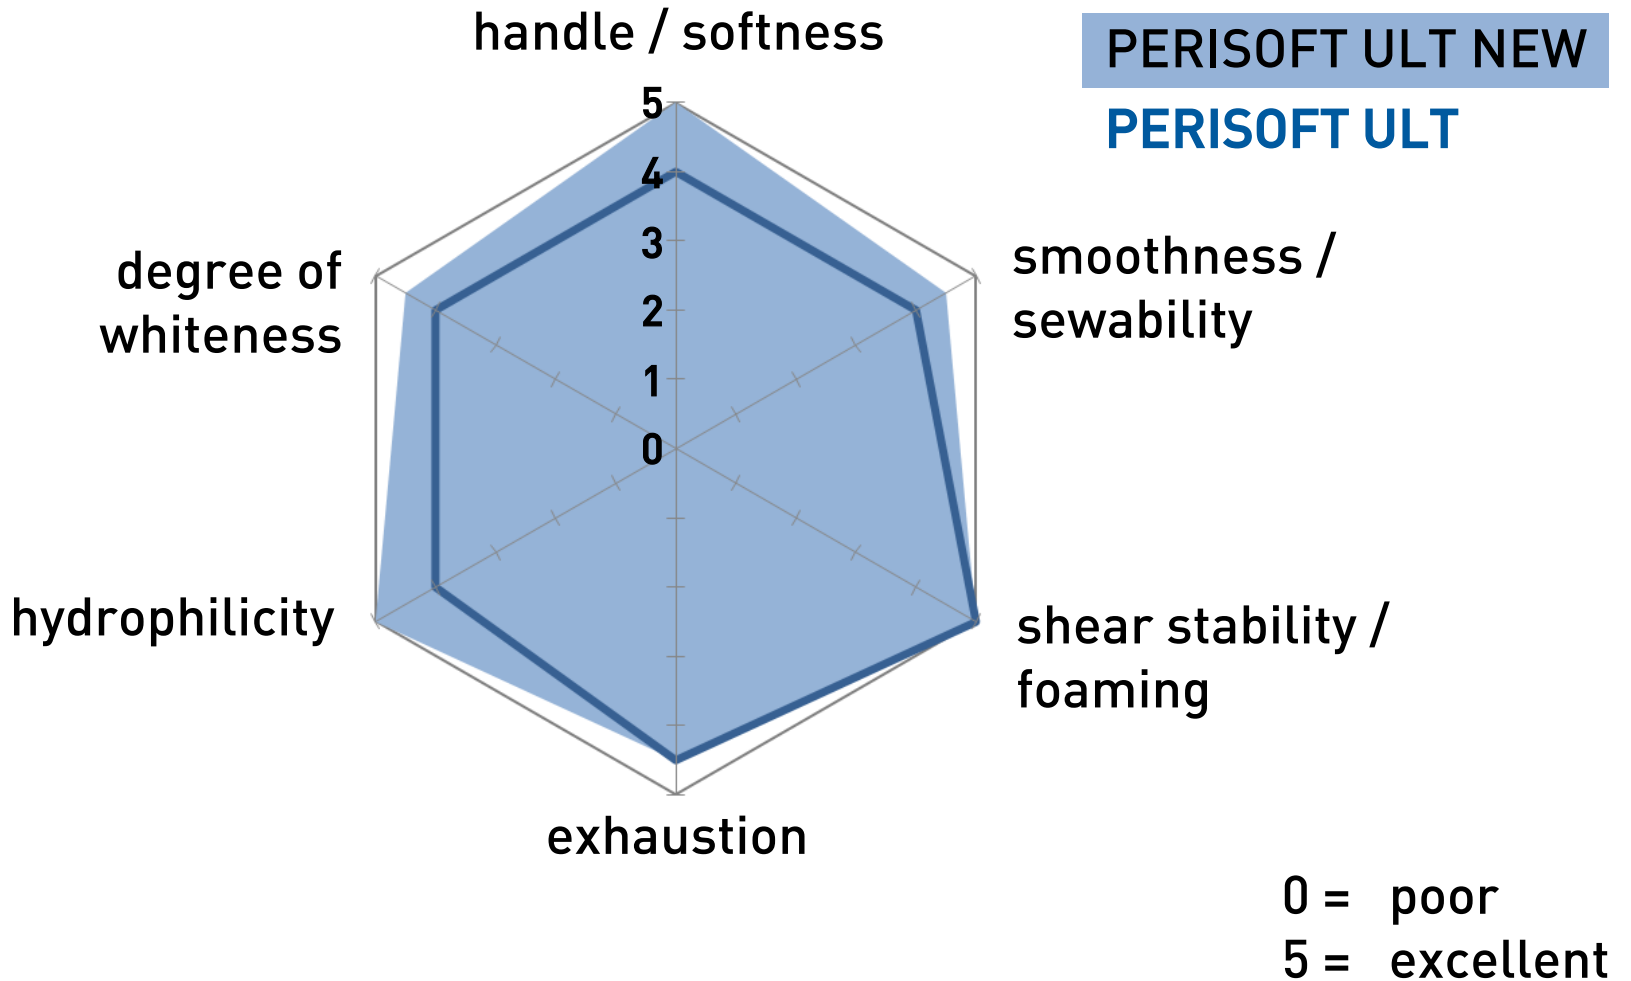 handle / softness
PERISOFT ULT NEW
PERISOFT ULT
5
4
3
2
1
0
degree of
whiteness
smoothness /
sewability
hydrophilicity
shear stability /
foaming
exhaustion
0 = poor
5 = excellent